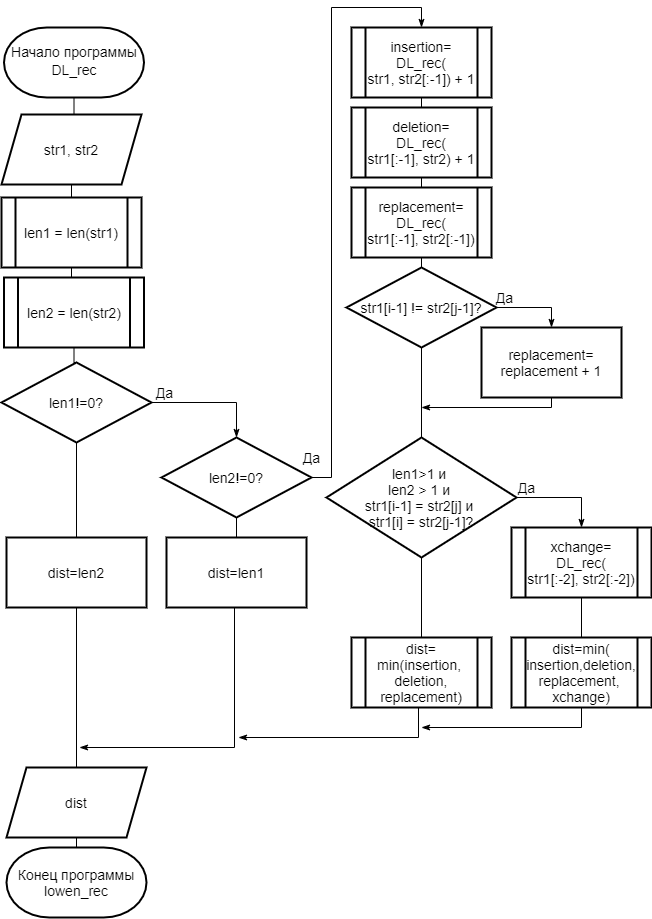 Начало программы
DL_rec
str1, str2
len1 = len(str1)
len2 = len(str2)
len1!=0?
Да
len2!=0?
Да
dist=len2
dist=len1
insertion=
DL_rec(
str1, str2[:-1]) + 1
deletion=
DL_rec(
str1[:-1], str2) + 1
replacement=
DL_rec(
str1[:-1], str2[:-1])
str1[i-1] != str2[j-1]?
Да
replacement=
replacement + 1
len1>1 и
len2 > 1 и
str1[i-1] = str2[j] и
str1[i] = str2[j-1]?
Да
xchange=
DL_rec(
str1[:-2], str2[:-2])
dist=
min(insertion,
deletion,
replacement)
dist=min(
insertion,deletion,
replacement,
xchange)
dist
Конец программы
lowen_rec